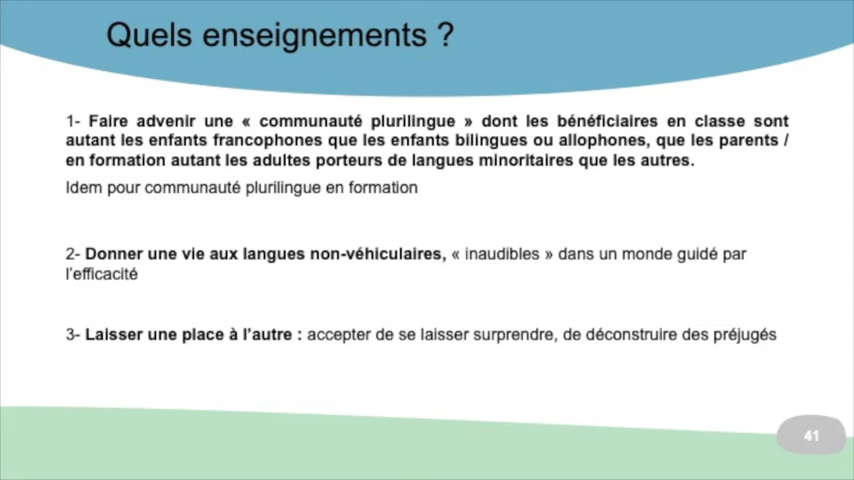 Quels enseignements ?
1- Faire advenir une « communauté plurilingue » dont les bénéficiaires en classe sont
autant les enfants francophones que les enfants bilingues ou allophones, que les parents /
en formation autant les adultes porteurs de langues minoritaires que les autres.
Idem pour communauté plurilingue en formation
2- Donner une vie aux langues non-véhiculaires, « inaudibles » dans un monde guidé par
l'efficacité
3- Laisser une place à l'autre : accepter de se laisser surprendre, de déconstruire des préjugés
41